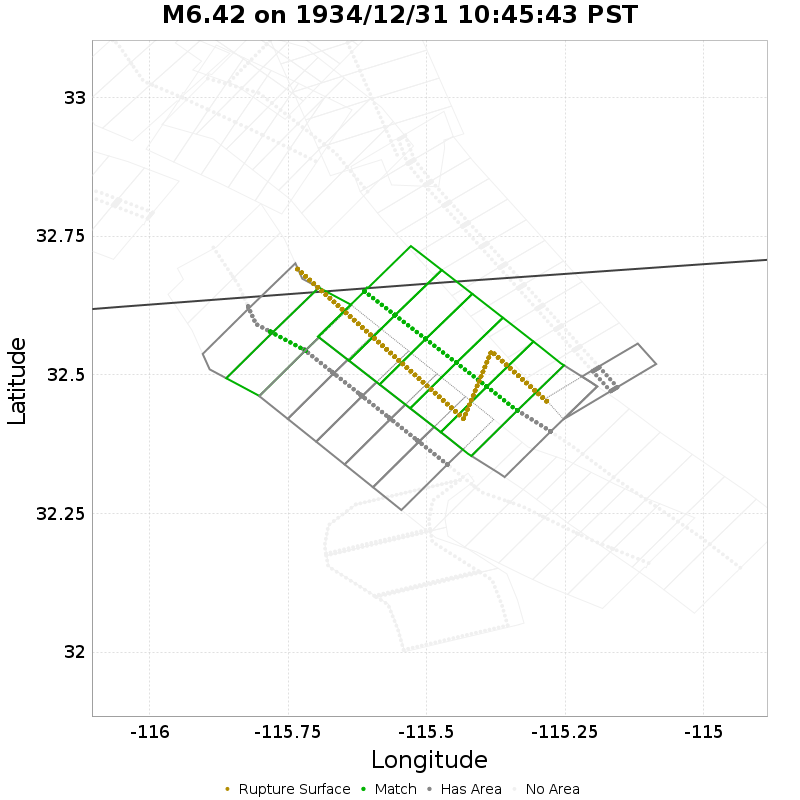 M6.42 on 1934/12/31 10:45:43 PST
33
32.75
32.5
32.25
32
Latitude
-116
-115.75
-115.5
-115.25
-115
Longitude
Rupture Surface
Match
Has Area
No Area